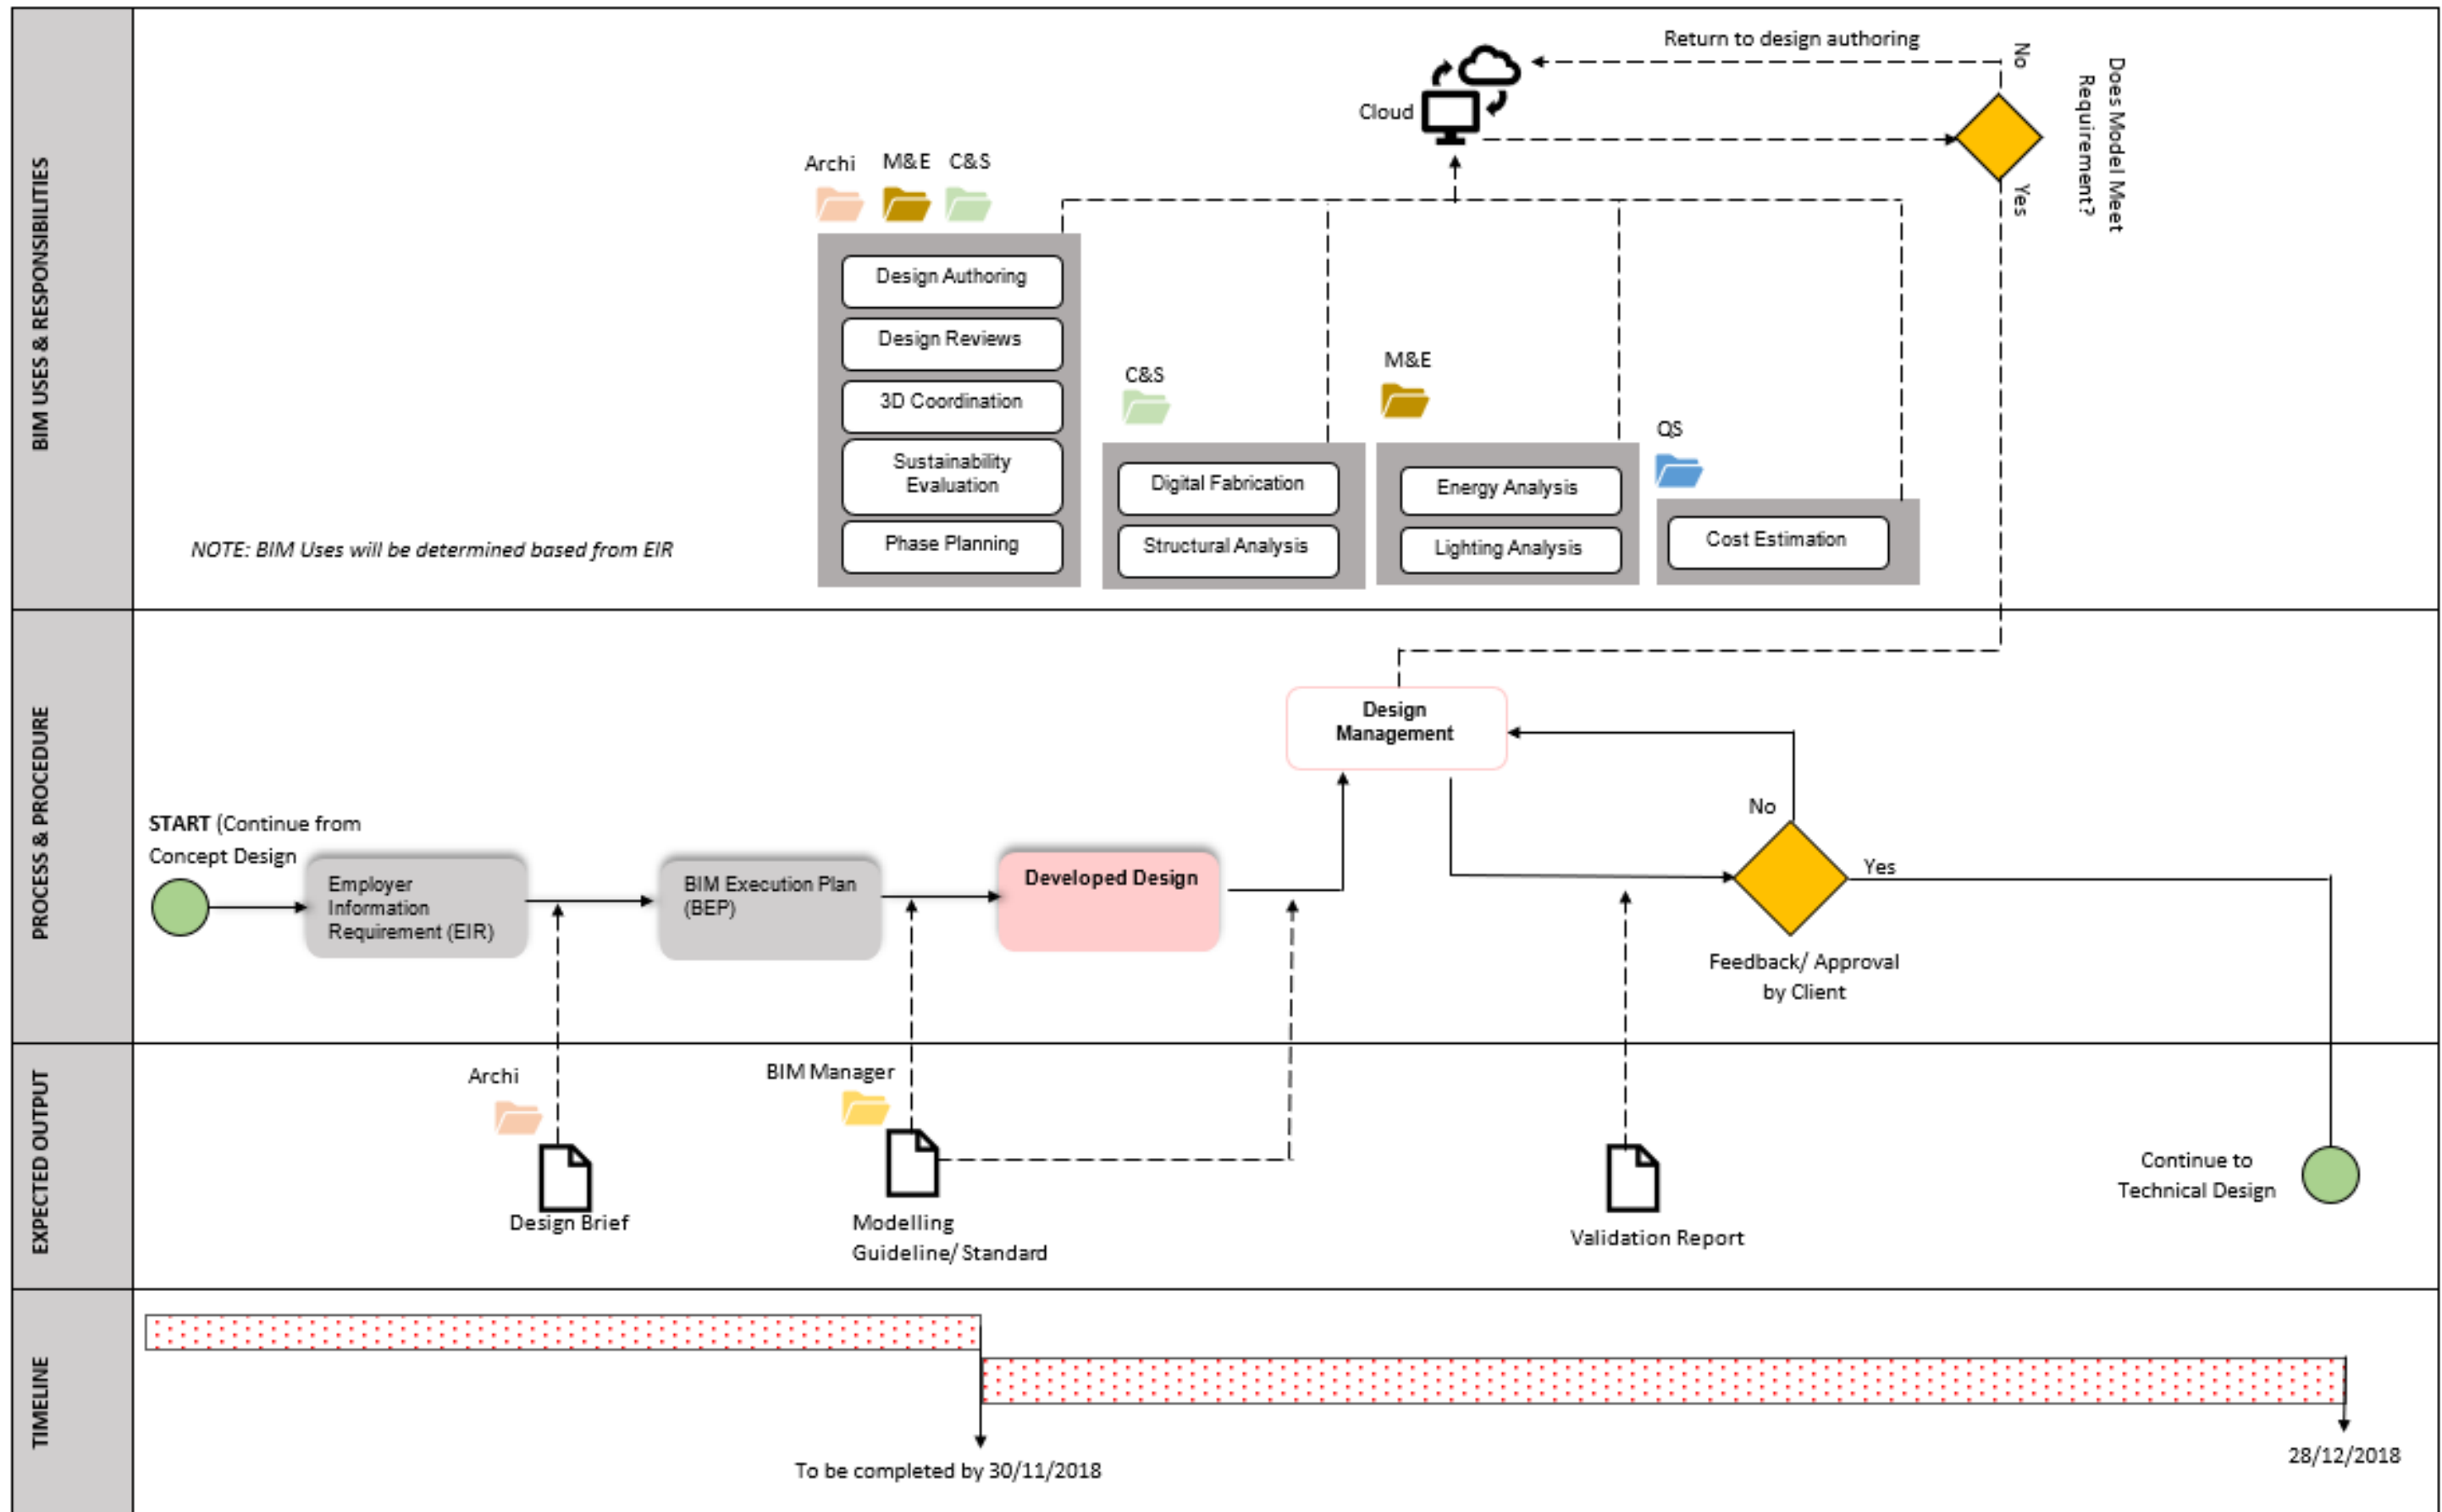 BIM USES & RESPONSIBILITIES
Return to design authoring
No
Does Model Meet
Requirement?
Cloud
Yes
Archi
M&E
C&S
Design Authoring
Design Reviews
3D Coordination
Sustainability
Evaluation
Phase Planning
C&S
Digital Fabrication
Structural Analysis
M&E
Energy Analysis
Lighting Analysis
QS
Cost Estimation
NOTE: BIM Uses will be determined based from EIR
PROCESS & PROCEDURE
START (Continue from
Concept Design
Employer
Information
Requirement (EIR)
BIM Execution Plan
(BEP)
Developed Design
Design
Management
No
Yes
Feedback/ Approval
by Client
EXPECTED OUTPUT
Archi
Design Brief
BIM Manager
Modelling
Guideline/ Standard
Validation Report
Continue to
Technical Design
TIMELINE
To be completed by 30/11/2018
28/12/2018